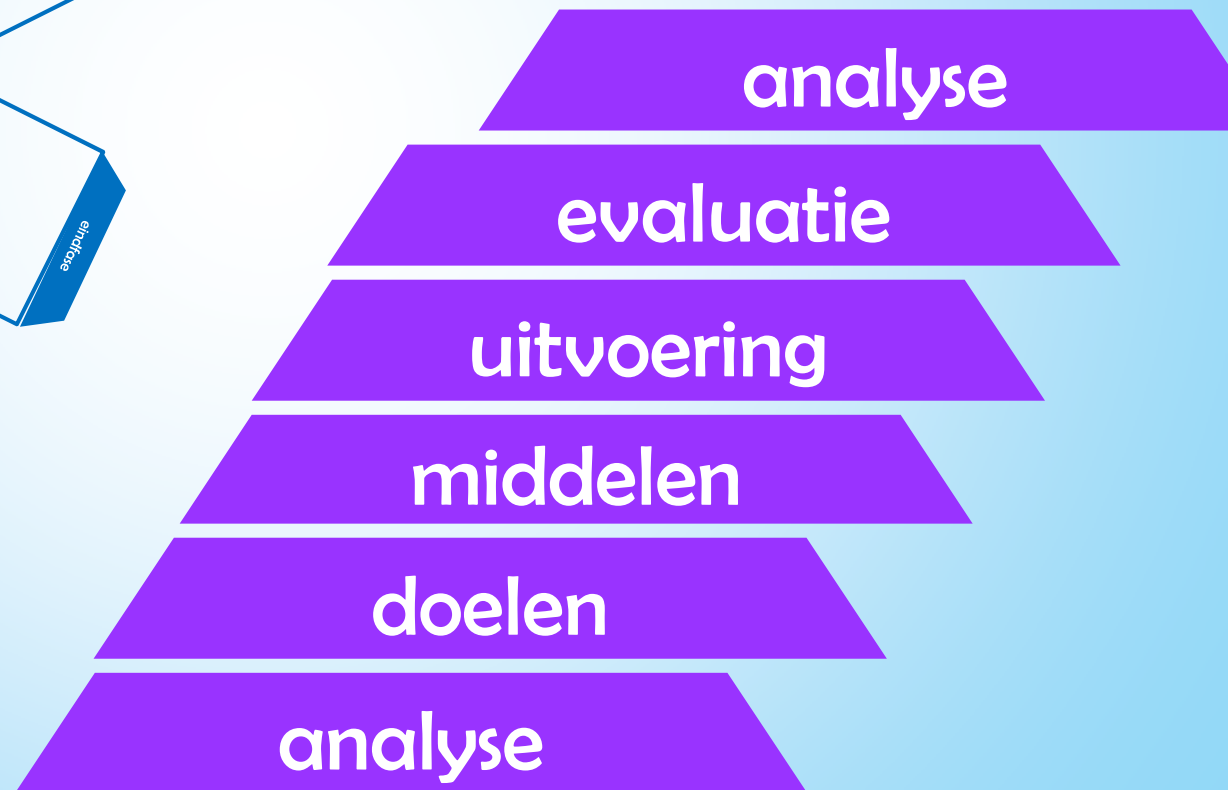 analyse
evaluatie
eindfase
uitvoering
middelen
doelen
analyse